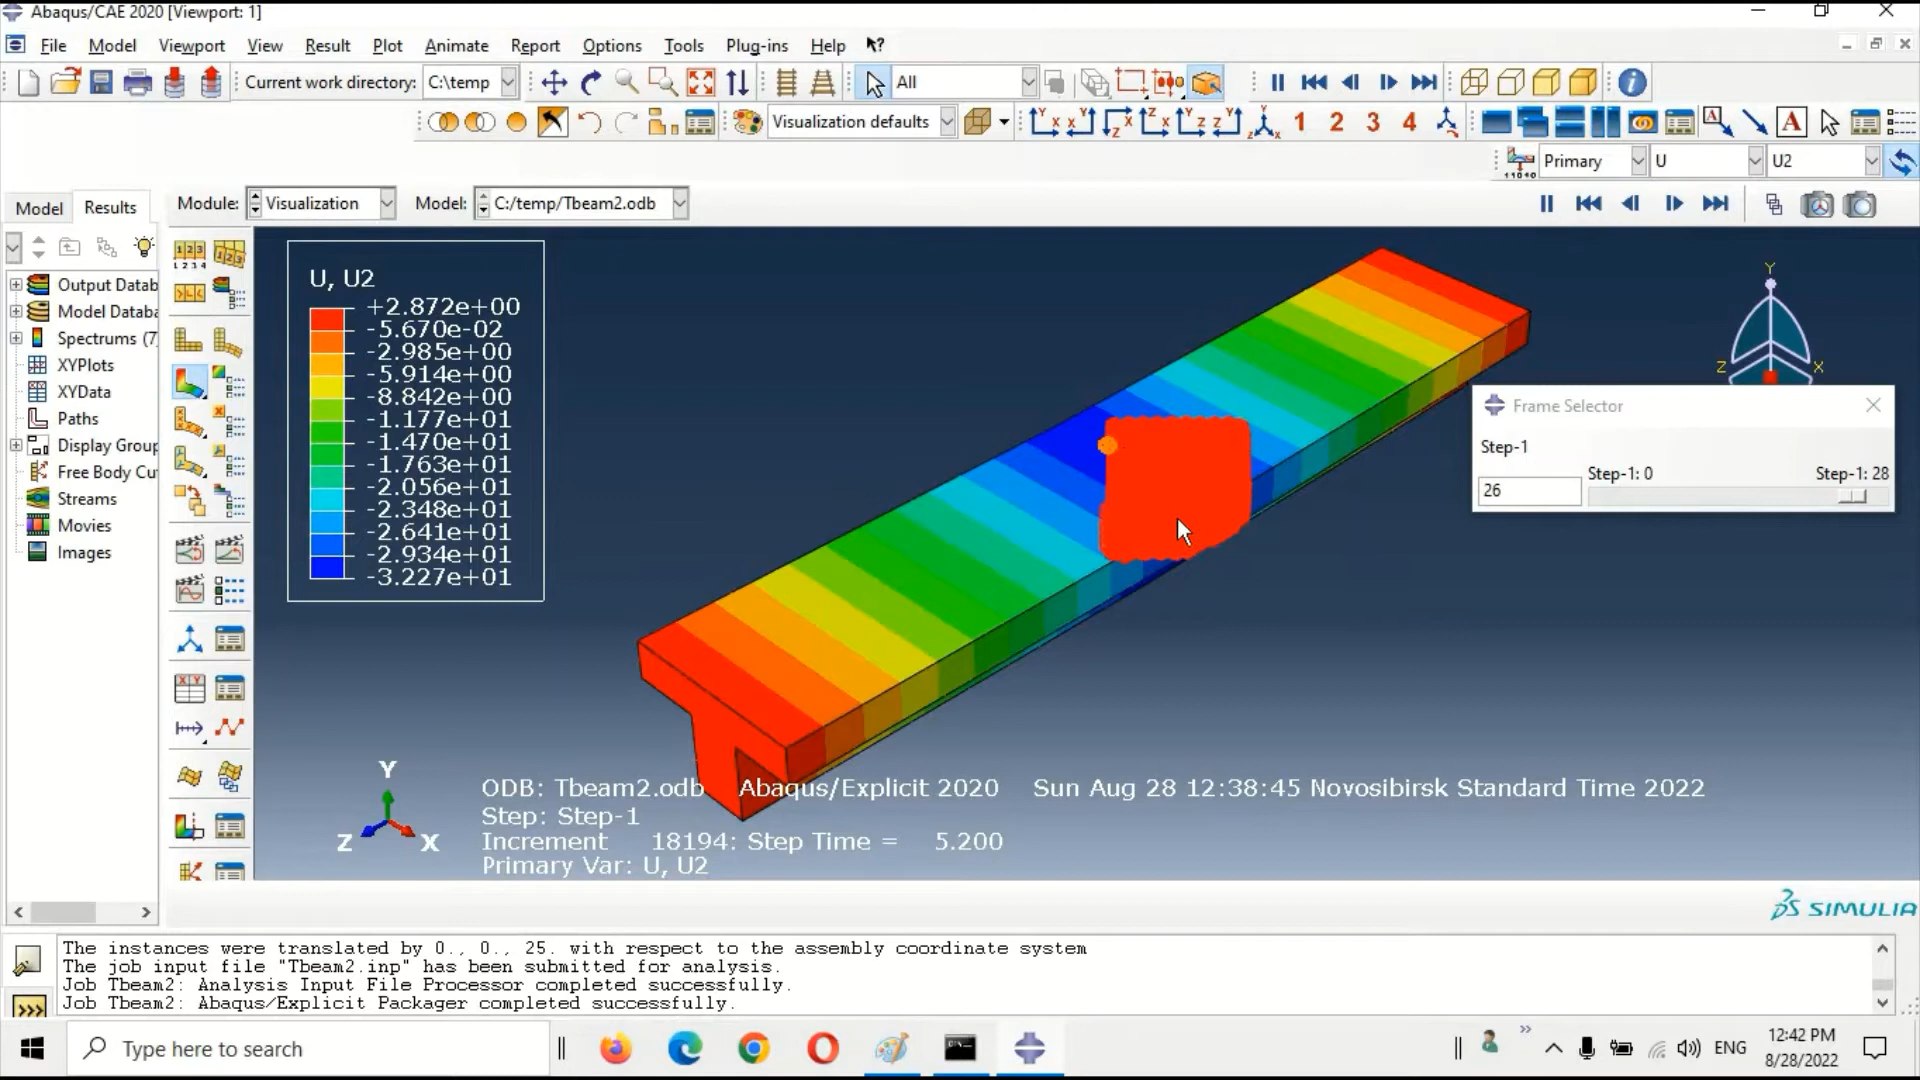 Abaqus/CAE 2020 [Viewport: 1]
File Model Viewport View Result Plot Animate Report Options Tools Plug-ins Help
Current work directory: C:\temp
All
Visualization defaults
1 2 3 4
Primary U U2
Model Results
Module: Visualization Model: C:/temp/Tbeam2.odb
Output Datab
Model Databa
Spectrums (7
XYPlots
XYData
Paths
Display Group
Free Body Cu
Streams
Movies
Images
U, U2
+2.872e+00
-5.670e-02
-2.985e+00
-5.914e+00
-8.842e+00
-1.177e+01
-1.470e+01
-1.763e+01
-2.056e+01
-2.348e+01
-2.641e+01
-2.934e+01
-3.227e+01
Y
Z X
Frame Selector
Step-1
Step-1: 0 Step-1: 28
26
Y
Z X
ODB: Tbeam2.odb Abaqus/Explicit 2020 Sun Aug 28 12:38:45 Novosibirsk Standard Time 2022
Step: Step-1
Increment 18194: Step Time = 5.200
Primary Var: U, U2
SIMULIA
The instances were translated by 0., 0., 25. with respect to the assembly coordinate system
The job input file "Tbeam2.inp" has been submitted for analysis.
Job Tbeam2: Analysis Input File Processor completed successfully.
Job Tbeam2: Abaqus/Explicit Packager completed successfully.
Type here to search
ENG
12:42 PM
8/28/2022